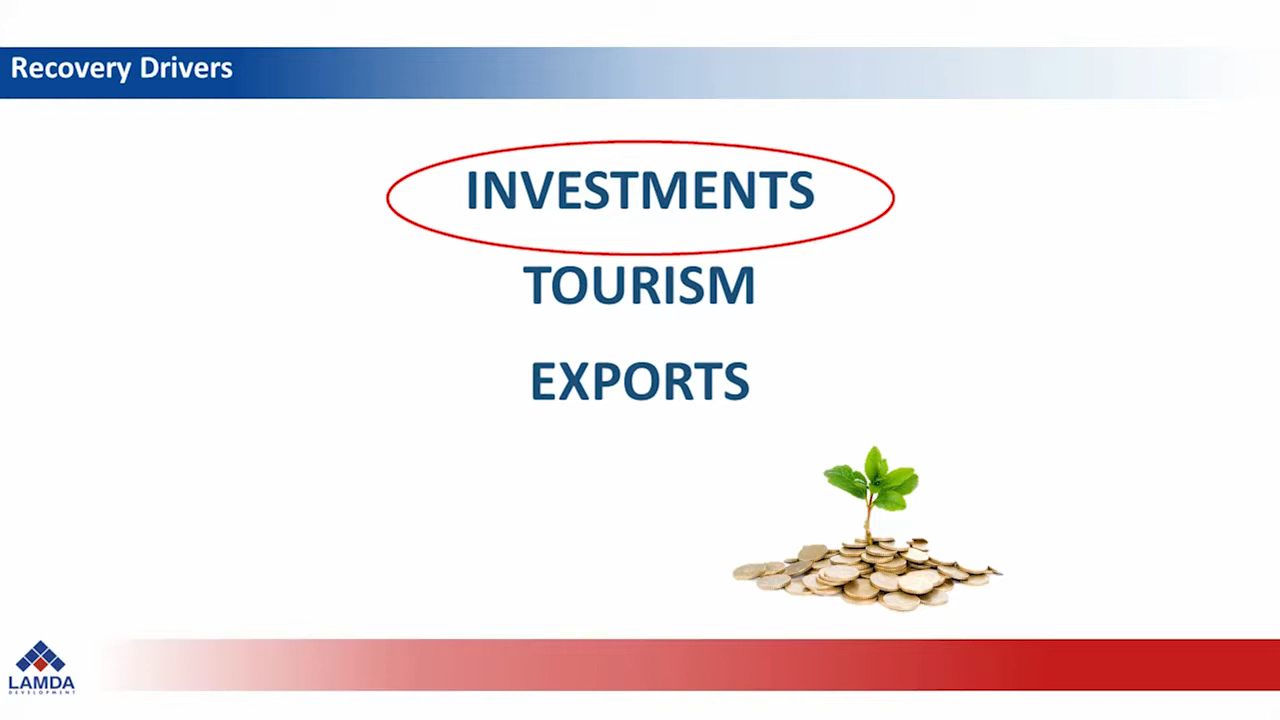 Recovery Drivers
INVESTMENTS
TOURISM
EXPORTS
LAMDA
DEVELOPMENT